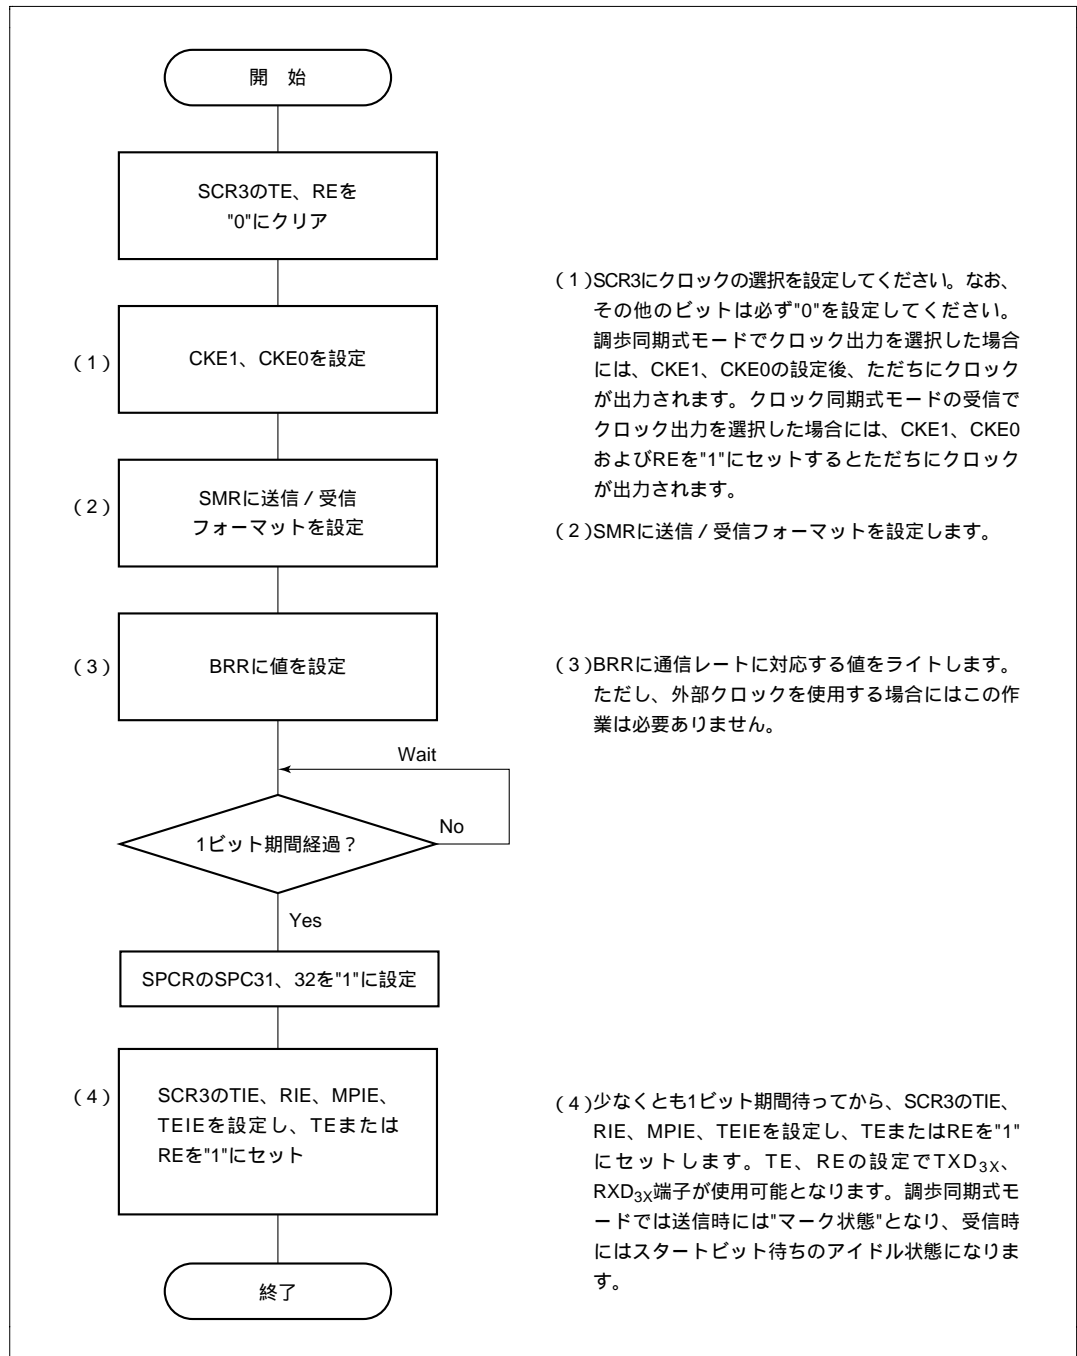 開 始
SCR3のTE、REを
"0"にクリア
(1)
CKE1、CKE0を設定
(1)SCR3にクロックの選択を設定してください。なお、
その他のビットは必ず"0"を設定してください。
調歩同期式モードでクロック出力を選択した場合
には、CKE1、CKE0の設定後、ただちにクロック
が出力されます。クロック同期式モードの受信で
クロック出力を選択した場合には、CKE1、CKE0
およびREを"1"にセットするとただちにクロック
が出力されます。
(2)
SMRに送信/受信
フォーマットを設定
(2)SMRに送信/受信フォーマットを設定します。
(3)
BRRに値を設定
(3)BRRに通信レートに対応する値をライトします。
ただし、外部クロックを使用する場合にはこの作
業は必要ありません。
Wait
1ビット期間経過?
No
Yes
SPCRのSPC31、32を"1"に設定
(4)
SCR3のTIE、RIE、MPIE、
TEIEを設定し、TEまたは
REを"1"にセット
(4)少なくとも1ビット期間待ってから、SCR3のTIE、
RIE、MPIE、TEIEを設定し、TEまたはREを"1"
にセットします。TE、REの設定でTXD3X、
RXD3X端子が使用可能となります。調歩同期式モ
ードでは送信時には"マーク状態"となり、受信時
にはスタートビット待ちのアイドル状態になりま
す。
終了